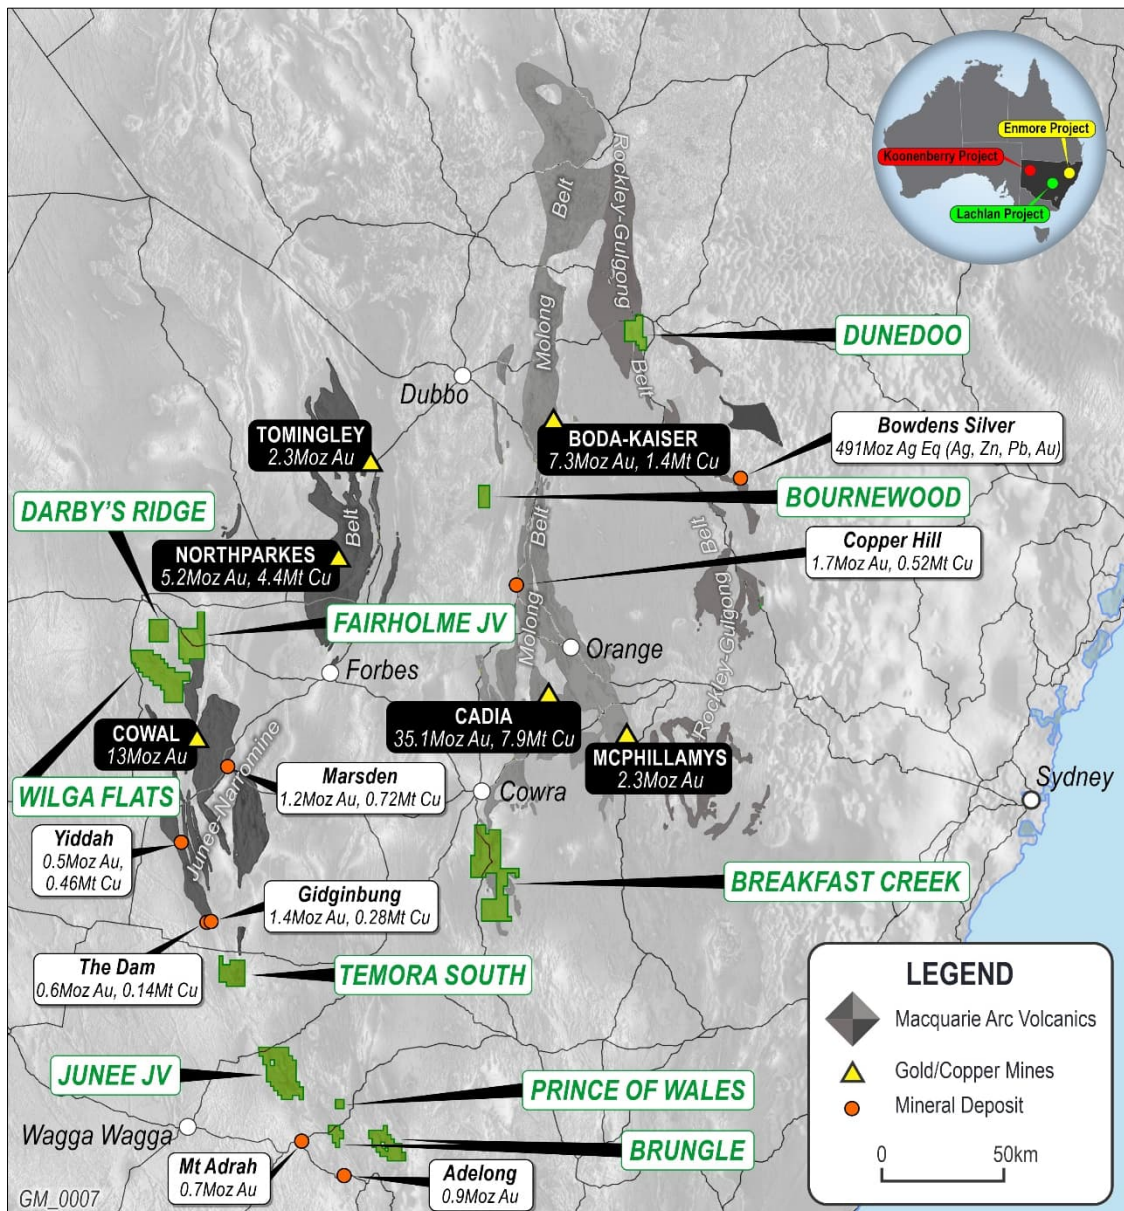 Enmore Project
Koonenberry Project
Lachlan Project
Belt
Rockley-Gulgong
Molong
DUNEDOO
Belt
Dubbo
TOMINGLEY
2.3Moz Au
BODA-KAISER
7.3Moz Au, 1.4Mt Cu
Bowdens Silver
491Moz Ag Eq (Ag, Zn, Pb, Au)
DARBY'S RIDGE
BOURNEWOOD
Belt
Belt
Belt
NORTHPARKES
5.2Moz Au, 4.4Mt Cu
Copper Hill
1.7Moz Au, 0.52Mt Cu
FAIRHOLME JV
Molong
Orange
Rockley-Gulgong
Forbes
CADIA
35.1Moz Au, 7.9Mt Cu
COWAL
13Moz Au
MCPHILLAMYS
2.3Moz Au
WILGA FLATS
Marsden
1.2Moz Au, 0.72Mt Cu
Junee-Narromine
Cowra
Sydney
Yiddah
0.5Moz Au,
0.46Mt Cu
Gidginbung
1.4Moz Au, 0.28Mt Cu
BREAKFAST CREEK
The Dam
0.6Moz Au, 0.14Mt Cu
TEMORA SOUTH
LEGEND
Macquarie Arc Volcanics
Gold/Copper Mines
Mineral Deposit
0
50km
JUNEE JV
PRINCE OF WALES
Wagga Wagga
BRUNGLE
Mt Adrah
0.7Moz Au
Adelong
0.9Moz Au
GM_0007